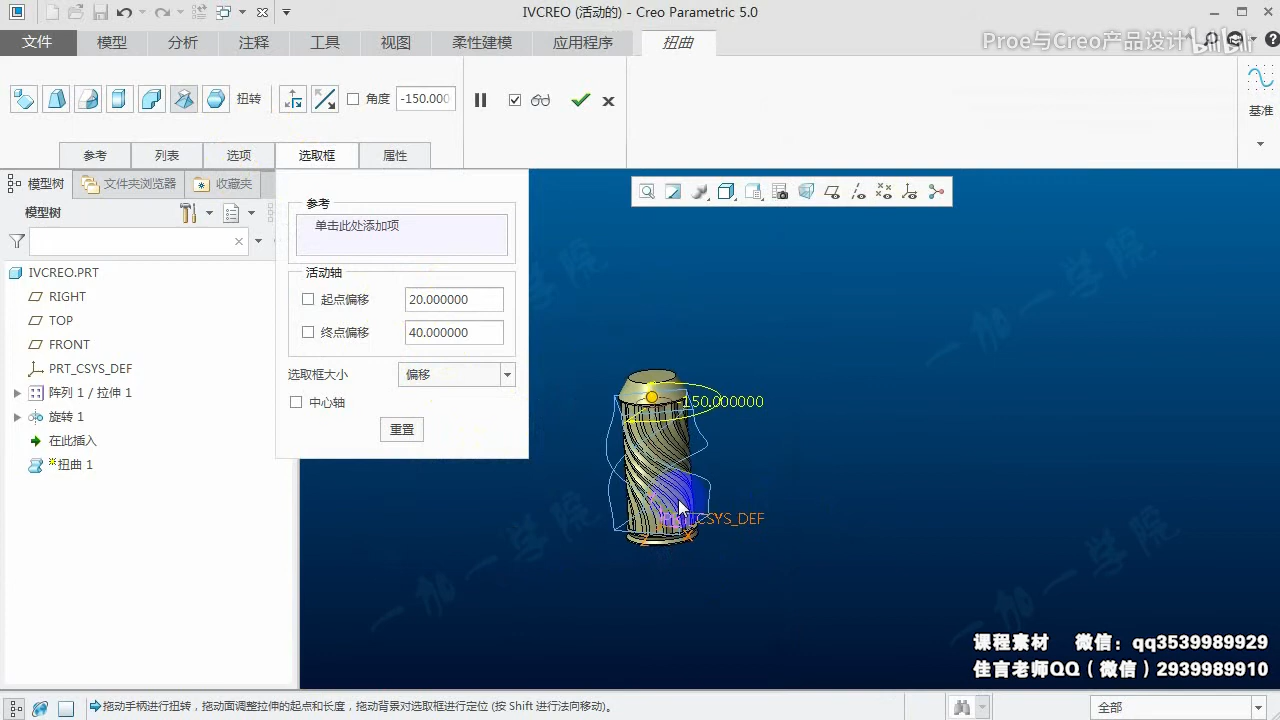 IVCREO (活动的) - Creo Parametric 5.0
文件 模型 分析 注释 工具 视图 柔性建模 应用程序 扭曲
Proe与Creo产品设计 bilibili
扭转 角度 -150.000
基准
参考 列表 选项 选取框 属性
模型树 文件夹浏览器 收藏夹
模型树
IVCREO.PRT
RIGHT
TOP
FRONT
PRT_CSYS_DEF
阵列 1 / 拉伸 1
旋转 1
在此插入
扭曲 1
参考
单击此处添加项
活动轴
起点偏移 20.000000
终点偏移 40.000000
选取框大小 偏移
中心轴
重置
150.000000
PRT_CSYS_DEF
一加一学院
课程素材 微信：qq3539989929
佳言老师QQ（微信）2939989910
拖动手柄进行扭转，拖动面调整拉伸的起点和长度，拖动背景对选取框进行定位 (按 Shift 进行法向移动)。
全部